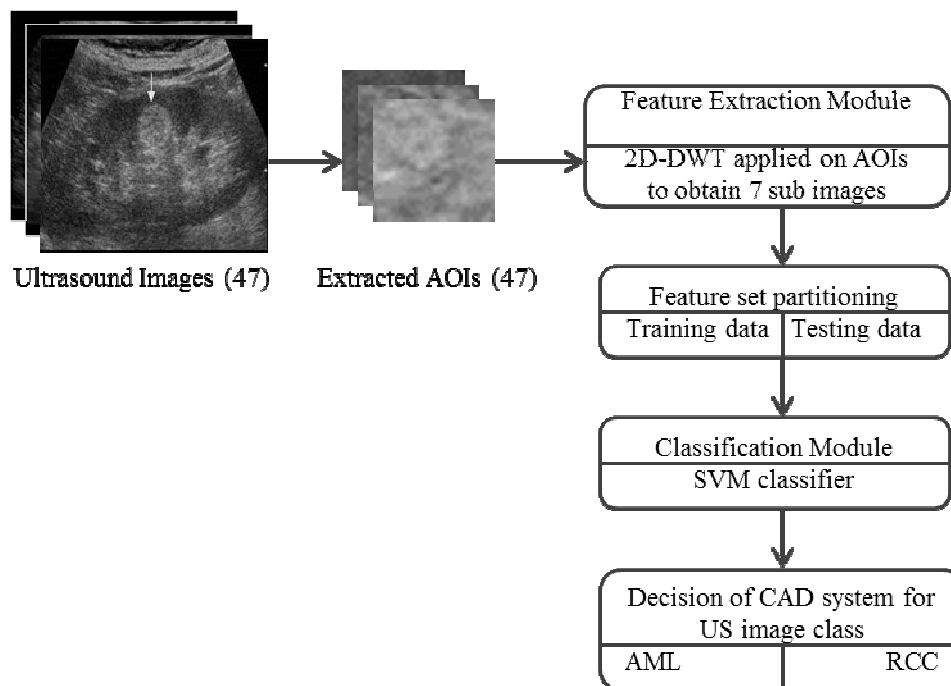 Ultrasound Images (47)
Extracted AOIs (47)
Feature Extraction Module
2D-DWT applied on AOIs
to obtain 7 sub images
Feature set partitioning
Training data
Testing data
Classification Module
SVM classifier
Decision of CAD system for
US image class
AML
RCC